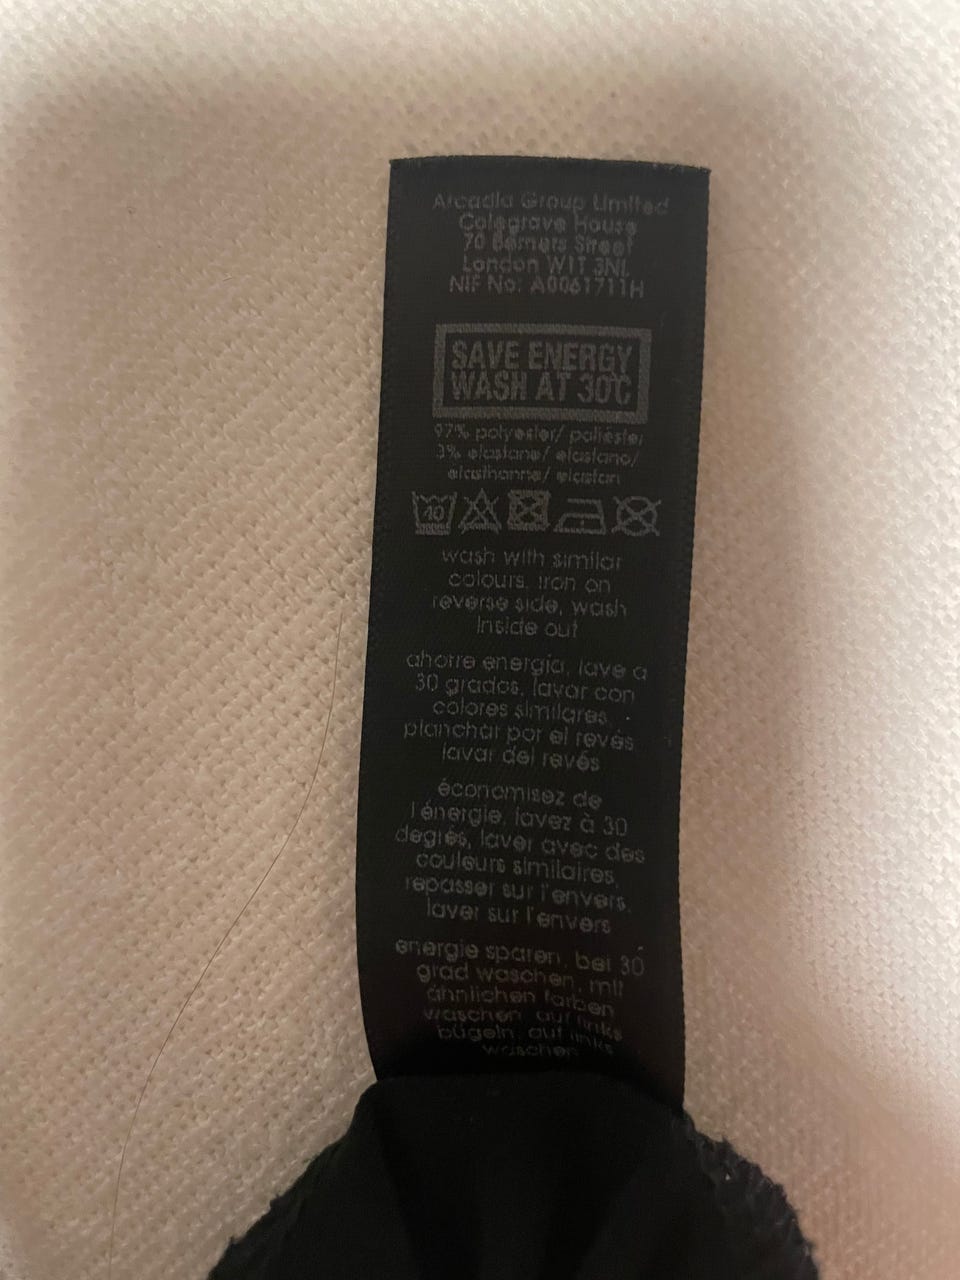 Arcadia Group Limited
Colegrave House
70 Berners Street
London W1T 3NL
NIF No: A0061711H
SAVE ENERGY
WASH AT 30°C
97% polyester/ poliéster
3% elastane/ elastano/
elasthanne/ elastan
40
wash with similar
colours, iron on
reverse side, wash
inside out
ahorre energía, lave a
30 grados, lavar con
colores similares,
planchar por el revés
lavar del revés
économisez de
l'énergie, lavez à 30
degrés, laver avec des
couleurs similaires,
repasser sur l'envers,
laver sur l'envers
energie sparen, bei 30
grad waschen, mit
ähnlichen farben
waschen, auf links
bügeln, auf links
waschen